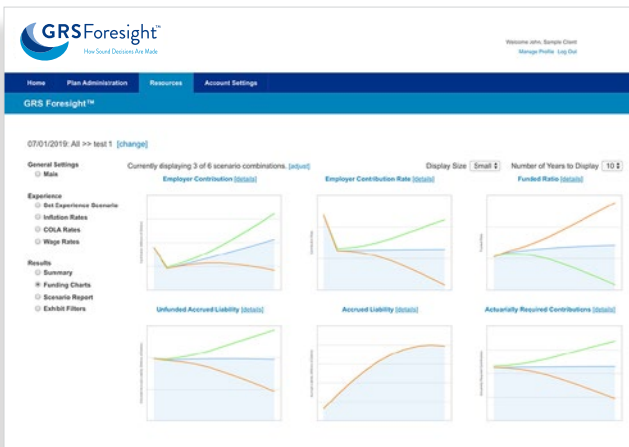 GRSForesight™
How Sound Decisions Are Made
Welcome John, Sample Client
Manage Profile Log Out
Home Plan Administration Resources Account Settings
GRS Foresight™
07/01/2019: All >> test 1 [change]
General Settings
Main
Experience
Set Experience Scenario
Inflation Rates
COLA Rates
Wage Rates
Results
Summary
Funding Charts
Scenario Report
Exhibit Filters
Currently displaying 3 of 6 scenario combinations. [adjust]
Display Size Small Number of Years to Display 10
Employer Contribution [details]
Employer Contribution Rate [details]
Funded Ratio [details]
Unfunded Accrued Liability [details]
Accrued Liability [details]
Actuarially Required Contributions [details]